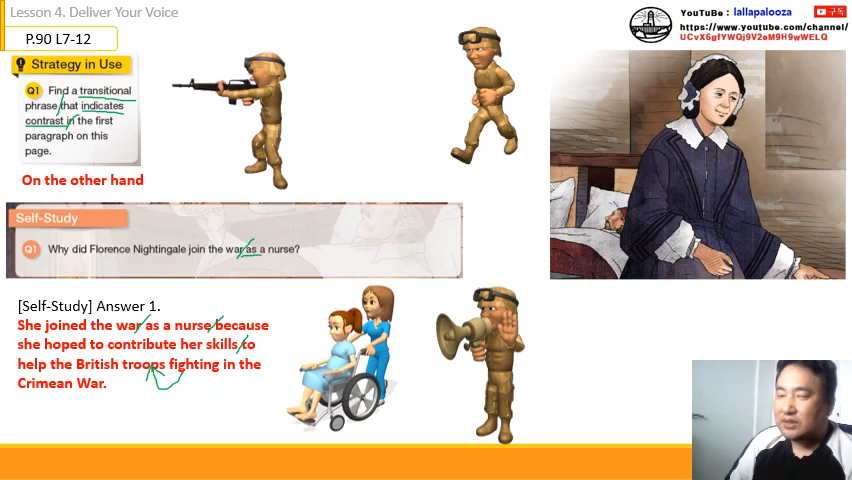 Lesson 4. Deliver Your Voice
P.90 L7-12
YouTuBe : lallapalooza
구독
https://www.youtube.com/channel/
UCvX6gfYWQj9V2eM9H9wWELQ
Strategy in Use
Q1 Find a transitional
phrase that indicates
contrast in the first
paragraph on this
page.
On the other hand
Self-Study
Q1 Why did Florence Nightingale join the war as a nurse?
[Self-Study] Answer 1.
She joined the war as a nurse because
she hoped to contribute her skills to
help the British troops fighting in the
Crimean War.